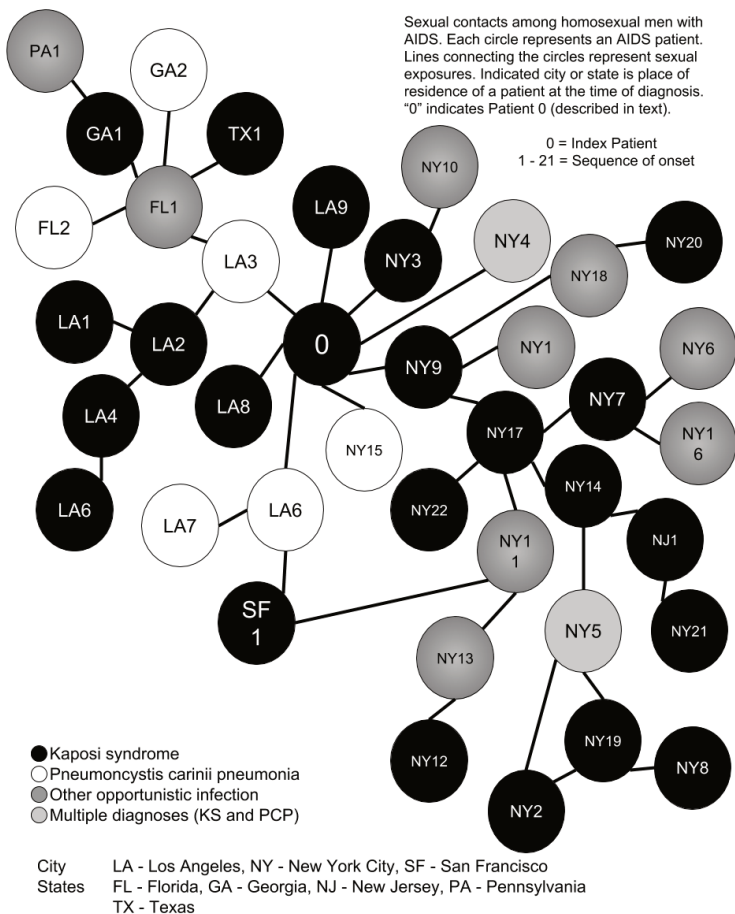 Sexual contacts among homosexual men with
AIDS. Each circle represents an AIDS patient.
Lines connecting the circles represent sexual
exposures. Indicated city or state is place of
residence of a patient at the time of diagnosis.
“0” indicates Patient 0 (described in text).
0 = Index Patient
1 - 21 = Sequence of onset
PA1
GA2
GA1
TX1
NY10
FL1
LA9
FL2
NY4
NY20
LA3
NY3
NY18
LA1
LA2
0
NY1
NY6
NY9
LA8
NY7
LA4
NY17
NY15
NY1
6
NY14
LA6
LA7
LA6
NY22
NY1
1
NJ1
SF
1
NY5
NY21
NY13
NY19
NY12
NY8
NY2
Kaposi syndrome
Pneumoncystis carinii pneumonia
Other opportunistic infection
Multiple diagnoses (KS and PCP)
City LA - Los Angeles, NY - New York City, SF - San Francisco
States FL - Florida, GA - Georgia, NJ - New Jersey, PA - Pennsylvania
TX - Texas